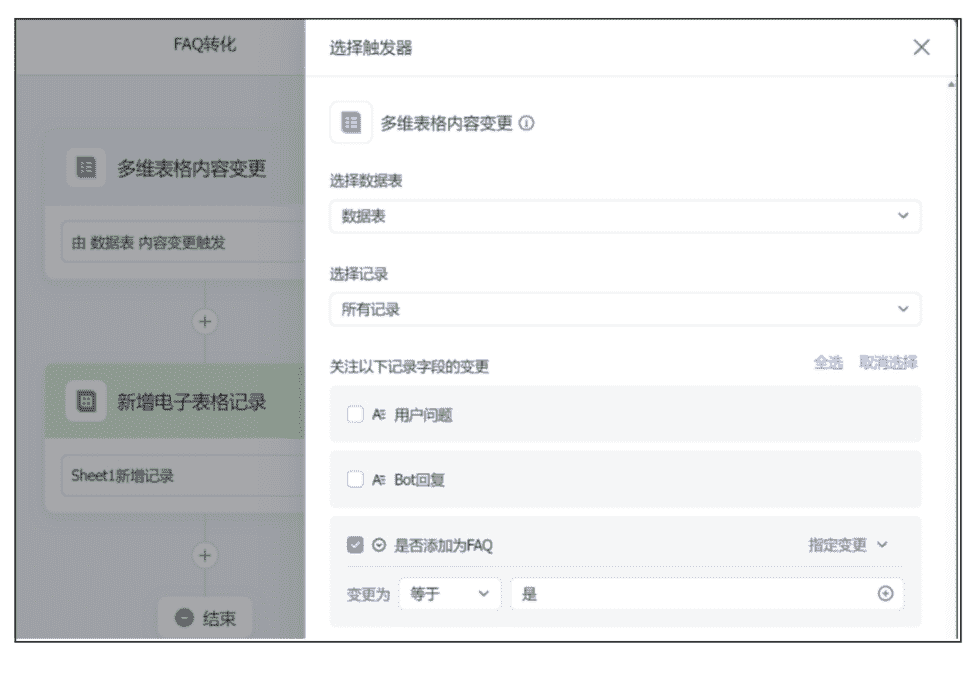 FAQ转化
多维表格内容变更
由 数据表 内容变更触发
新增电子表格记录
Sheet1新增记录
结束
选择触发器
多维表格内容变更
选择数据表
数据表
选择记录
所有记录
关注以下记录字段的变更 全选 取消选择
用户问题
Bot回复
是否添加为FAQ 指定变更
变更为 等于 是